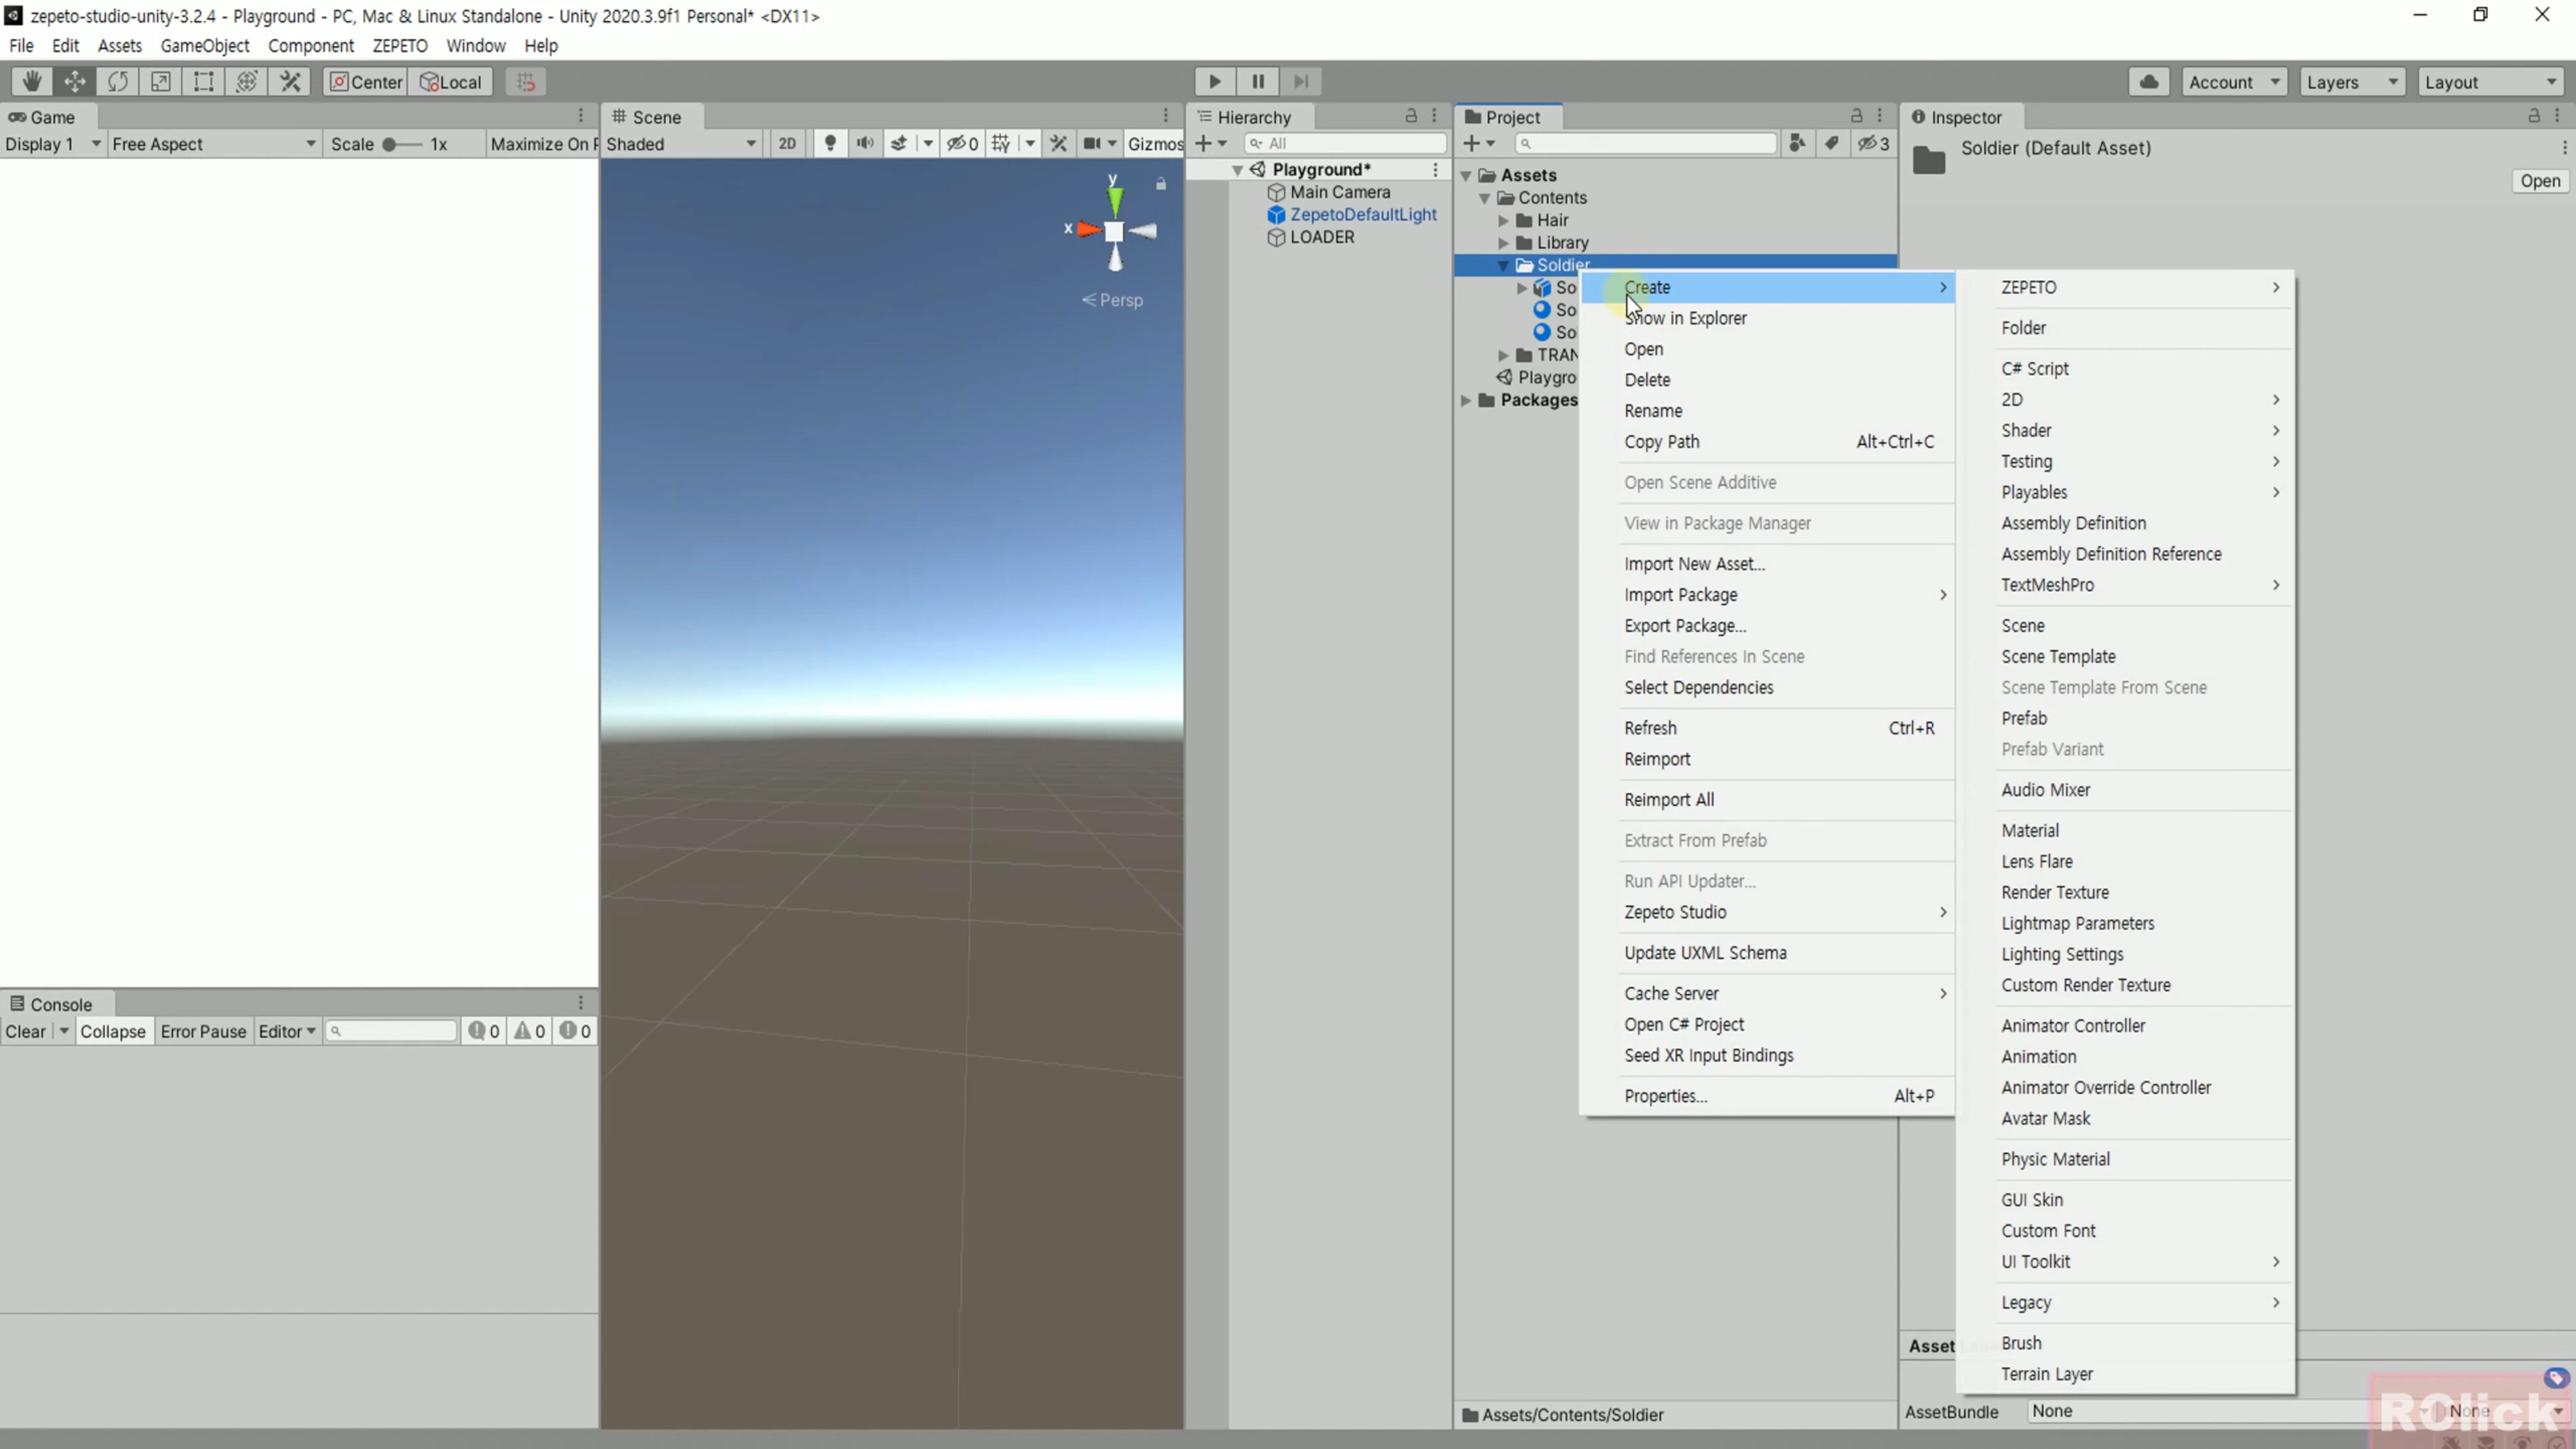 zepeto-studio-unity-3.2.4 - Playground - PC, Mac & Linux Standalone - Unity 2020.3.9f1 Personal* <DX11>
File Edit Assets GameObject Component ZEPETO Window Help
Center Local Account Layers Layout
Game
Display 1 Free Aspect Scale 1x Maximize On P
Scene
Shaded 2D 0 Gizmos
y
x
Persp
Hierarchy
All
Playground*
Main Camera
ZepetoDefaultLight
LOADER
Project
3
Assets
Contents
Hair
Library
Soldier
So
So
So
TRAN
Playgro
Packages
Inspector
Soldier (Default Asset)
Open
Create
Show in Explorer
Open
Delete
Rename
Copy Path Alt+Ctrl+C
Open Scene Additive
View in Package Manager
Import New Asset...
Import Package
Export Package...
Find References In Scene
Select Dependencies
Refresh Ctrl+R
Reimport
Reimport All
Extract From Prefab
Run API Updater...
Zepeto Studio
Update UXML Schema
Cache Server
Open C# Project
Seed XR Input Bindings
Properties... Alt+P
ZEPETO
Folder
C# Script
2D
Shader
Testing
Playables
Assembly Definition
Assembly Definition Reference
TextMeshPro
Scene
Scene Template
Scene Template From Scene
Prefab
Prefab Variant
Audio Mixer
Material
Lens Flare
Render Texture
Lightmap Parameters
Lighting Settings
Custom Render Texture
Animator Controller
Animation
Animator Override Controller
Avatar Mask
Physic Material
GUI Skin
Custom Font
UI Toolkit
Legacy
Brush
Terrain Layer
Console
Clear Collapse Error Pause Editor 0 0 0
Assets/Contents/Soldier
Asset
AssetBundle None None
RClick